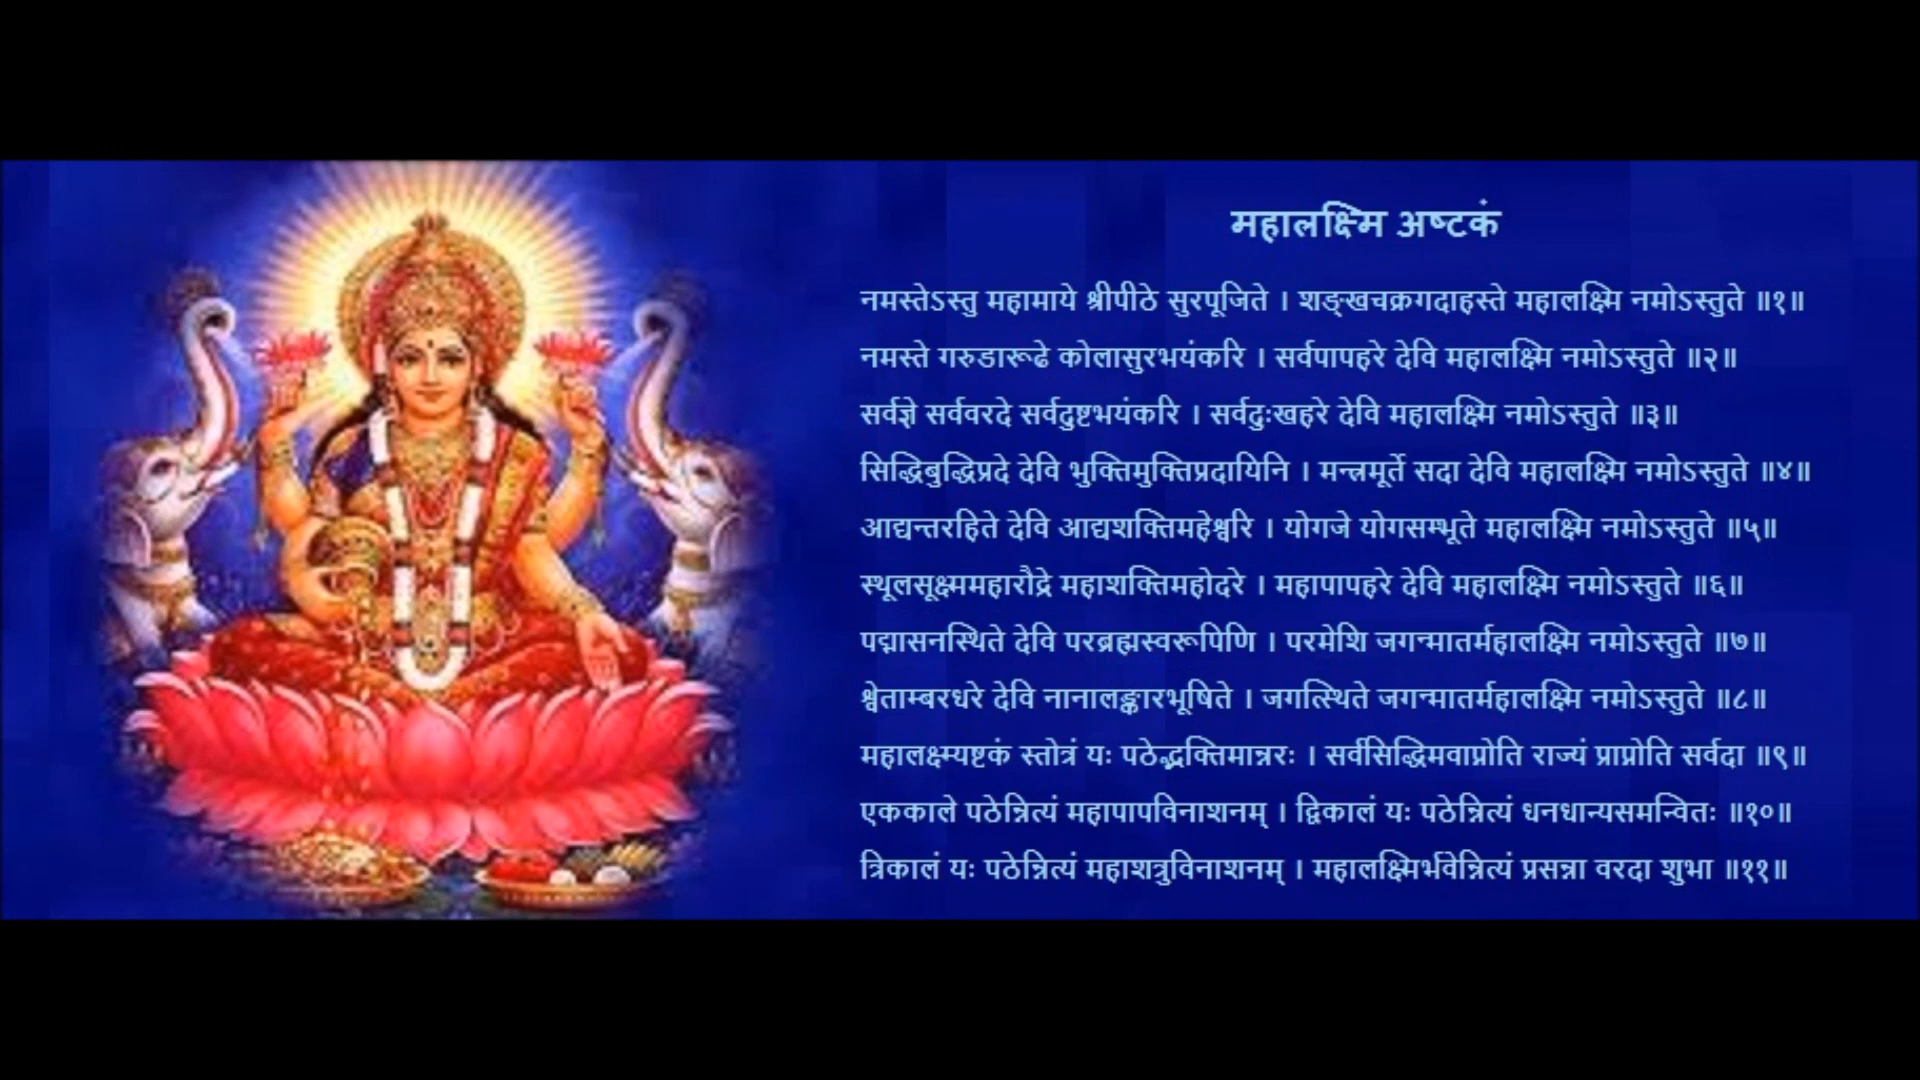 महालक्ष्मि अष्टकं
नमस्तेऽस्तु महामाये श्रीपीठे सुरपूजिते । शङ्खचक्रगदाहस्ते महालक्ष्मि नमोऽस्तुते ॥१॥
नमस्ते गरुडारूढे कोलासुरभयंकरि । सर्वपापहरे देवि महालक्ष्मि नमोऽस्तुते ॥२॥
सर्वज्ञे सर्ववरदे सर्वदुष्टभयंकरि । सर्वदुःखहरे देवि महालक्ष्मि नमोऽस्तुते ॥३॥
सिद्धिबुद्धिप्रदे देवि भुक्तिमुक्तिप्रदायिनि । मन्त्रमूर्ते सदा देवि महालक्ष्मि नमोऽस्तुते ॥४॥
आद्यन्तरहिते देवि आद्यशक्तिमहेश्वरि । योगजे योगसम्भूते महालक्ष्मि नमोऽस्तुते ॥५॥
स्थूलसूक्ष्ममहारौद्रे महाशक्तिमहोदरे । महापापहरे देवि महालक्ष्मि नमोऽस्तुते ॥६॥
पद्मासनस्थिते देवि परब्रह्मस्वरूपिणि । परमेशि जगन्मातर्महालक्ष्मि नमोऽस्तुते ॥७॥
श्वेताम्बरधरे देवि नानालङ्कारभूषिते । जगत्स्थिते जगन्मातर्महालक्ष्मि नमोऽस्तुते ॥८॥
महालक्ष्म्यष्टकं स्तोत्रं यः पठेद्भक्तिमान्नरः । सर्वसिद्धिमवाप्नोति राज्यं प्राप्नोति सर्वदा ॥९॥
एककाले पठेन्नित्यं महापापविनाशनम् । द्विकालं यः पठेन्नित्यं धनधान्यसमन्वितः ॥१०॥
त्रिकालं यः पठेन्नित्यं महाशत्रुविनाशनम् । महालक्ष्मिर्भवेन्नित्यं प्रसन्ना वरदा शुभा ॥११॥